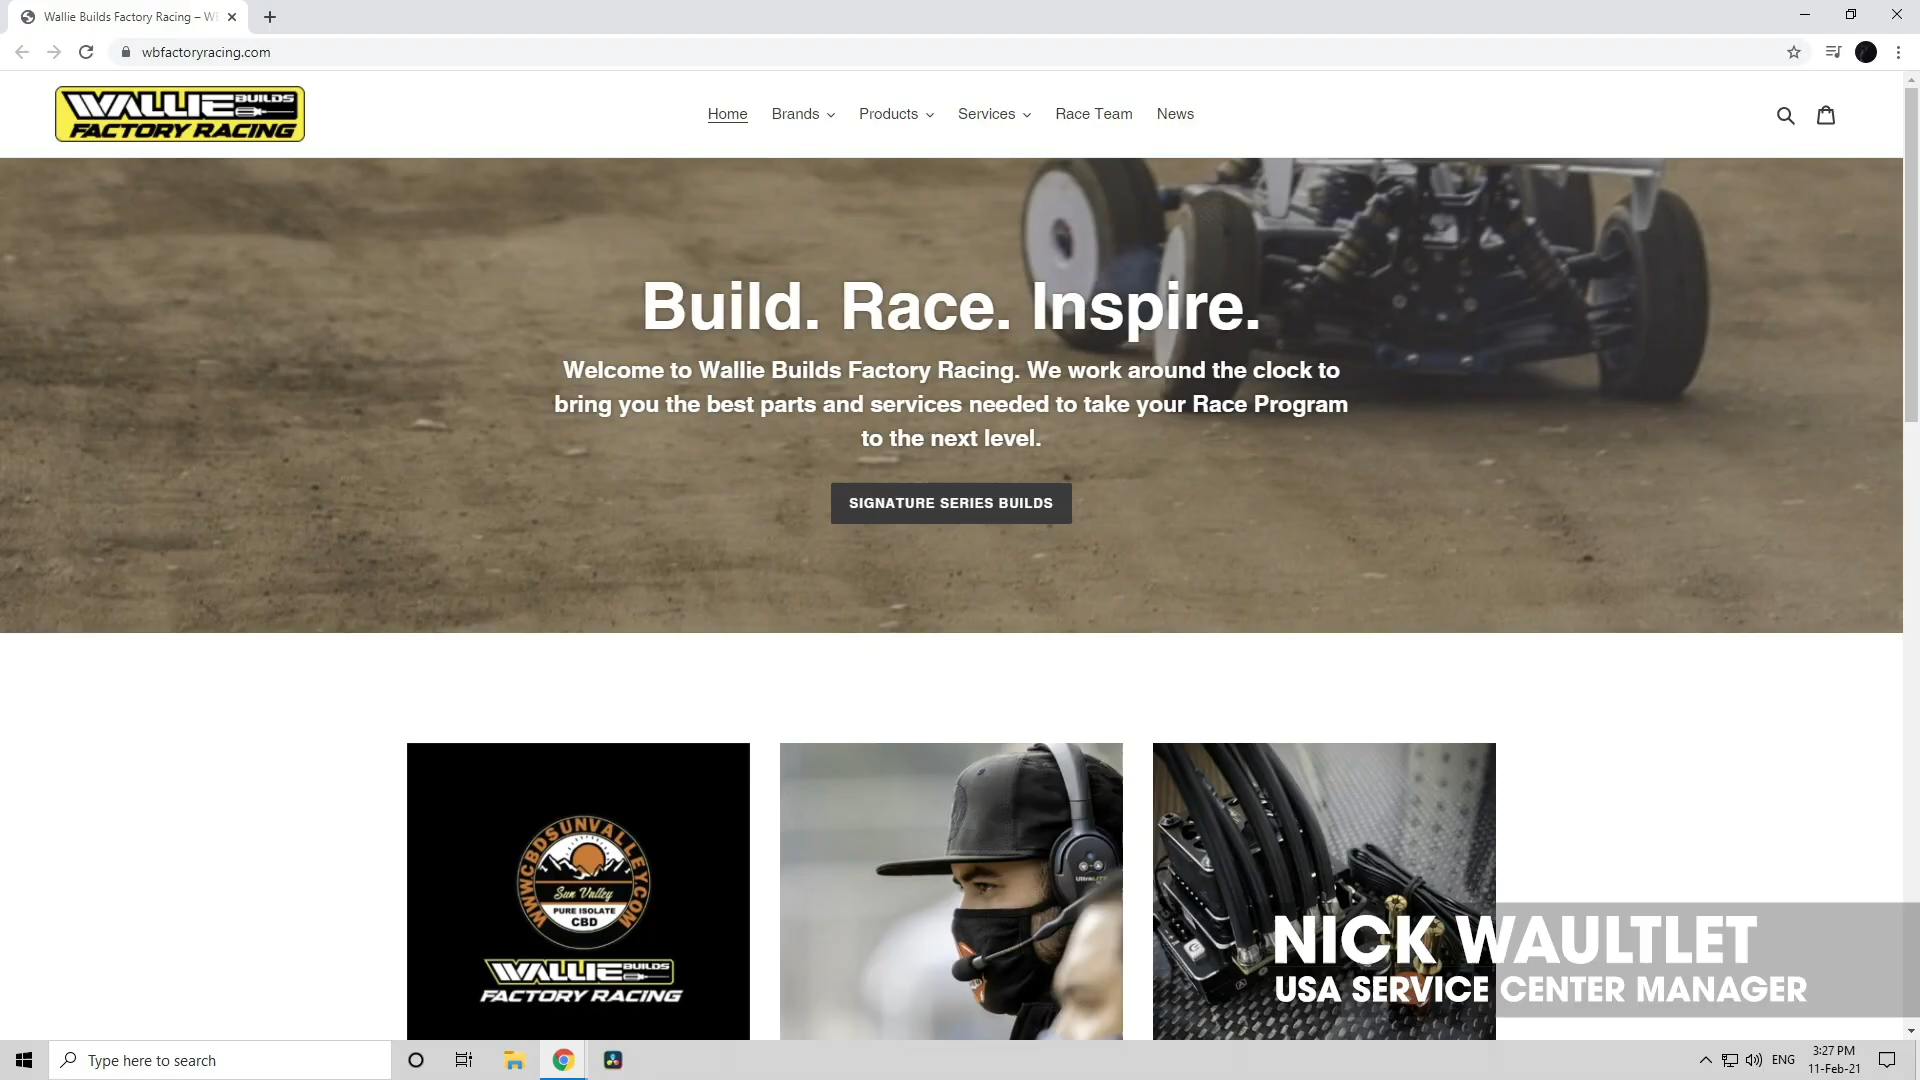 Wallie Builds Factory Racing – W
wbfactoryracing.com
WALLIE BUILDS
FACTORY RACING
Home Brands Products Services Race Team News
Build. Race. Inspire.
Welcome to Wallie Builds Factory Racing. We work around the clock to
bring you the best parts and services needed to take your Race Program
to the next level.
SIGNATURE SERIES BUILDS
WWW.CBDSUNVALLEY.COM
Sun Valley
PURE ISOLATE
CBD
WALLIE BUILDS
FACTORY RACING
NICK WAULTLET
USA SERVICE CENTER MANAGER
Type here to search
ENG
3:27 PM
11-Feb-21